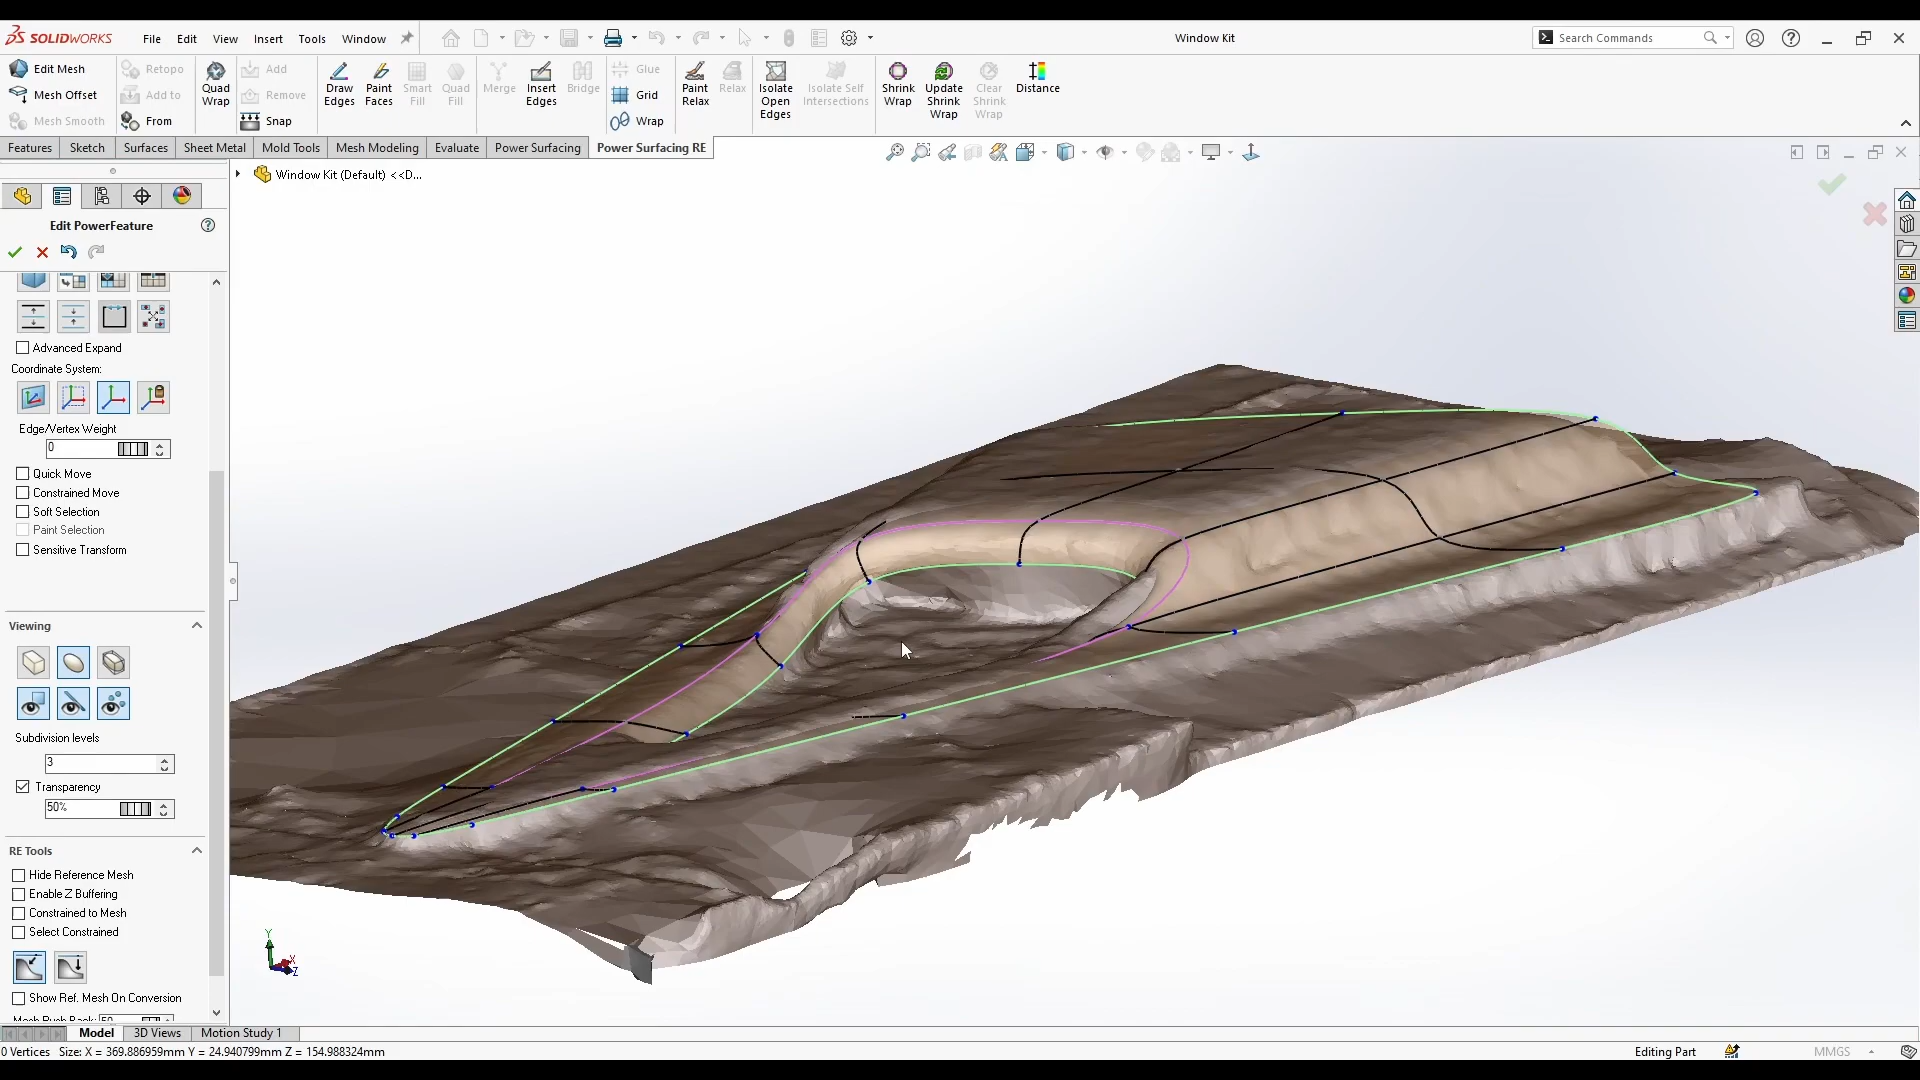 SOLIDWORKS
File Edit View Insert Tools Window
Window Kit
Search Commands
Edit Mesh
Mesh Offset
Mesh Smooth
Retopo
Add to
From
Quad Wrap
Add
Remove
Snap
Draw Edges
Paint Faces
Smart Fill
Quad Fill
Merge
Insert Edges
Bridge
Glue
Grid
Wrap
Paint Relax
Relax
Isolate Open Edges
Isolate Self Intersections
Shrink Wrap
Update Shrink Wrap
Clear Shrink Wrap
Distance
Features Sketch Surfaces Sheet Metal Mold Tools Mesh Modeling Evaluate Power Surfacing Power Surfacing RE
Window Kit (Default) <<D...
Edit PowerFeature
Advanced Expand
Coordinate System:
Edge/Vertex Weight
0
Quick Move
Constrained Move
Soft Selection
Paint Selection
Sensitive Transform
Viewing
Subdivision levels
3
Transparency
50%
RE Tools
Hide Reference Mesh
Enable Z Buffering
Constrained to Mesh
Select Constrained
Show Ref. Mesh On Conversion
Mesh Push Back: 50
Y
X
Z
Model 3D Views Motion Study 1
0 Vertices Size: X = 369.886959mm Y = 24.940799mm Z = 154.988324mm
Editing Part
MMGS